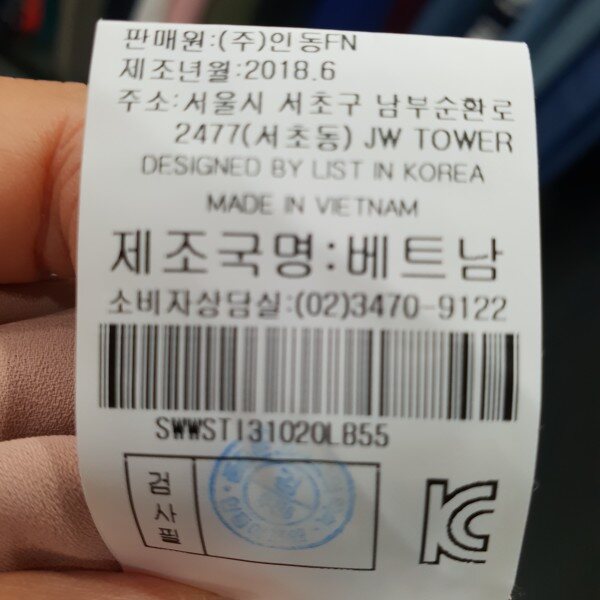 판매원:(주)인동FN
제조년월:2018.6
주소:서울시 서초구 남부순환로
2477(서초동) JW TOWER
DESIGNED BY LIST IN KOREA
MADE IN VIETNAM
제조국명:베트남
소비자상담실:(02)3470-9122
SWWSTI31020LB55
검사필
KC